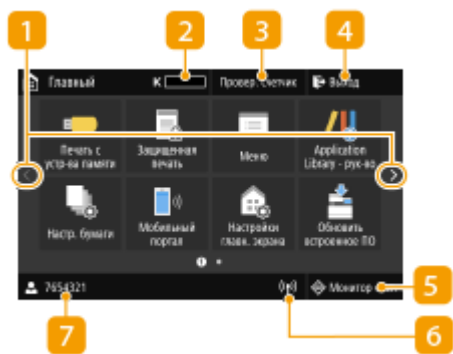 1 2 3 4
Главный K Провер. счетчик Выход
Печать с устр-ва памяти
Защищенная печать
Меню
Application Library - рук-во
Настр. бумаги
Мобильный портал
Настройки главн. экрана
Обновить встроенное ПО
7654321 Монитор
5
7 6